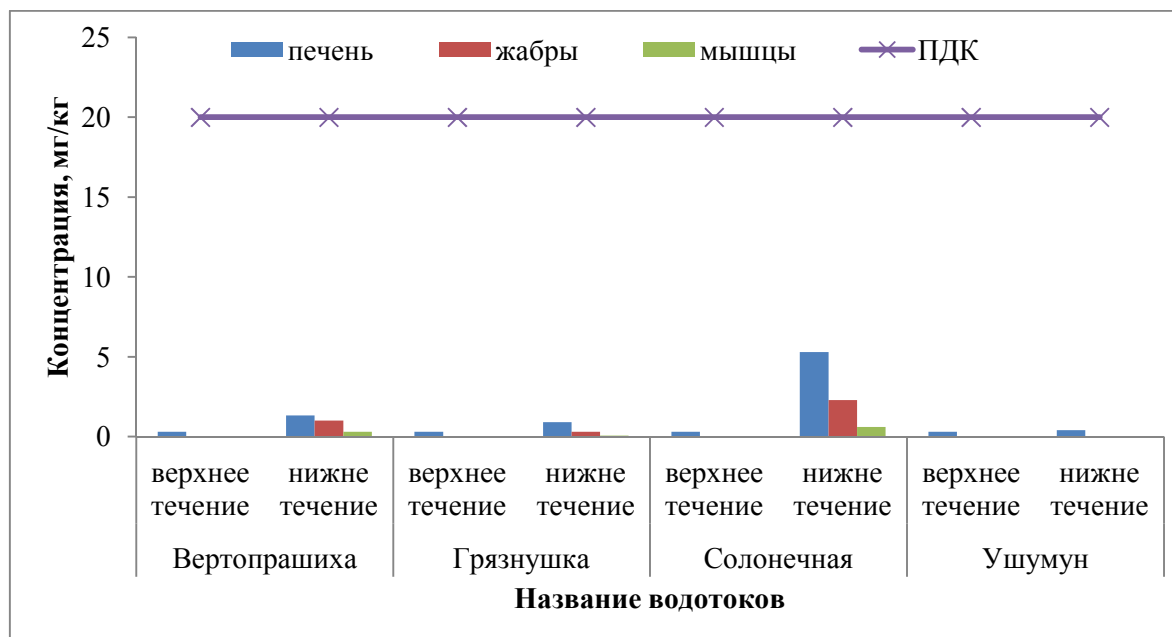 Концентрация, мг/кг
25
20
15
10
5
0
печень жабры мышцы ПДК
верхнее нижне верхнее нижне верхнее нижне верхнее нижне
течение течение течение течение течение течение течение течение
Вертопрашиха Грязнушка Солонечная Ушумун
Название водотоков